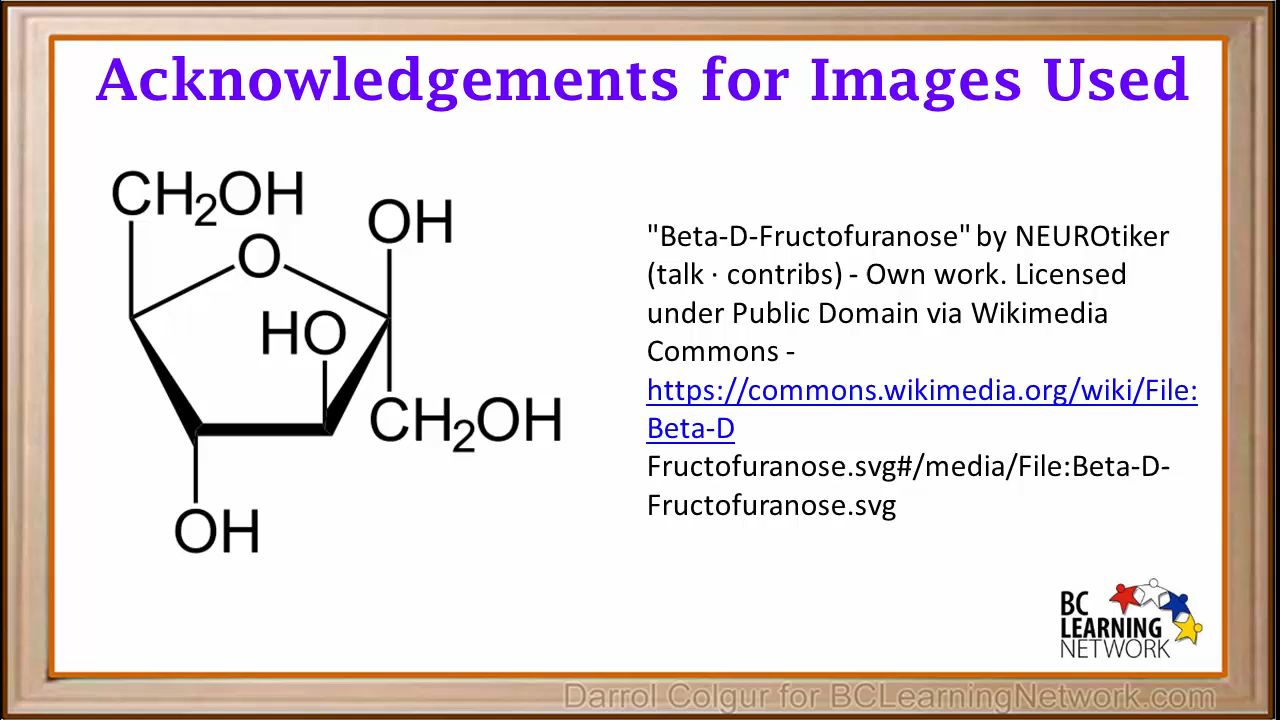 Acknowledgements for Images Used
CH2OH
OH
O
HO
CH2OH
OH
"Beta-D-Fructofuranose" by NEUROtiker
(talk · contribs) - Own work. Licensed
under Public Domain via Wikimedia
Commons -
https://commons.wikimedia.org/wiki/File:
Beta-D
Fructofuranose.svg#/media/File:Beta-D-
Fructofuranose.svg
BC
LEARNING
NETWORK
Darrol Colgur for BCLearningNetwork.com